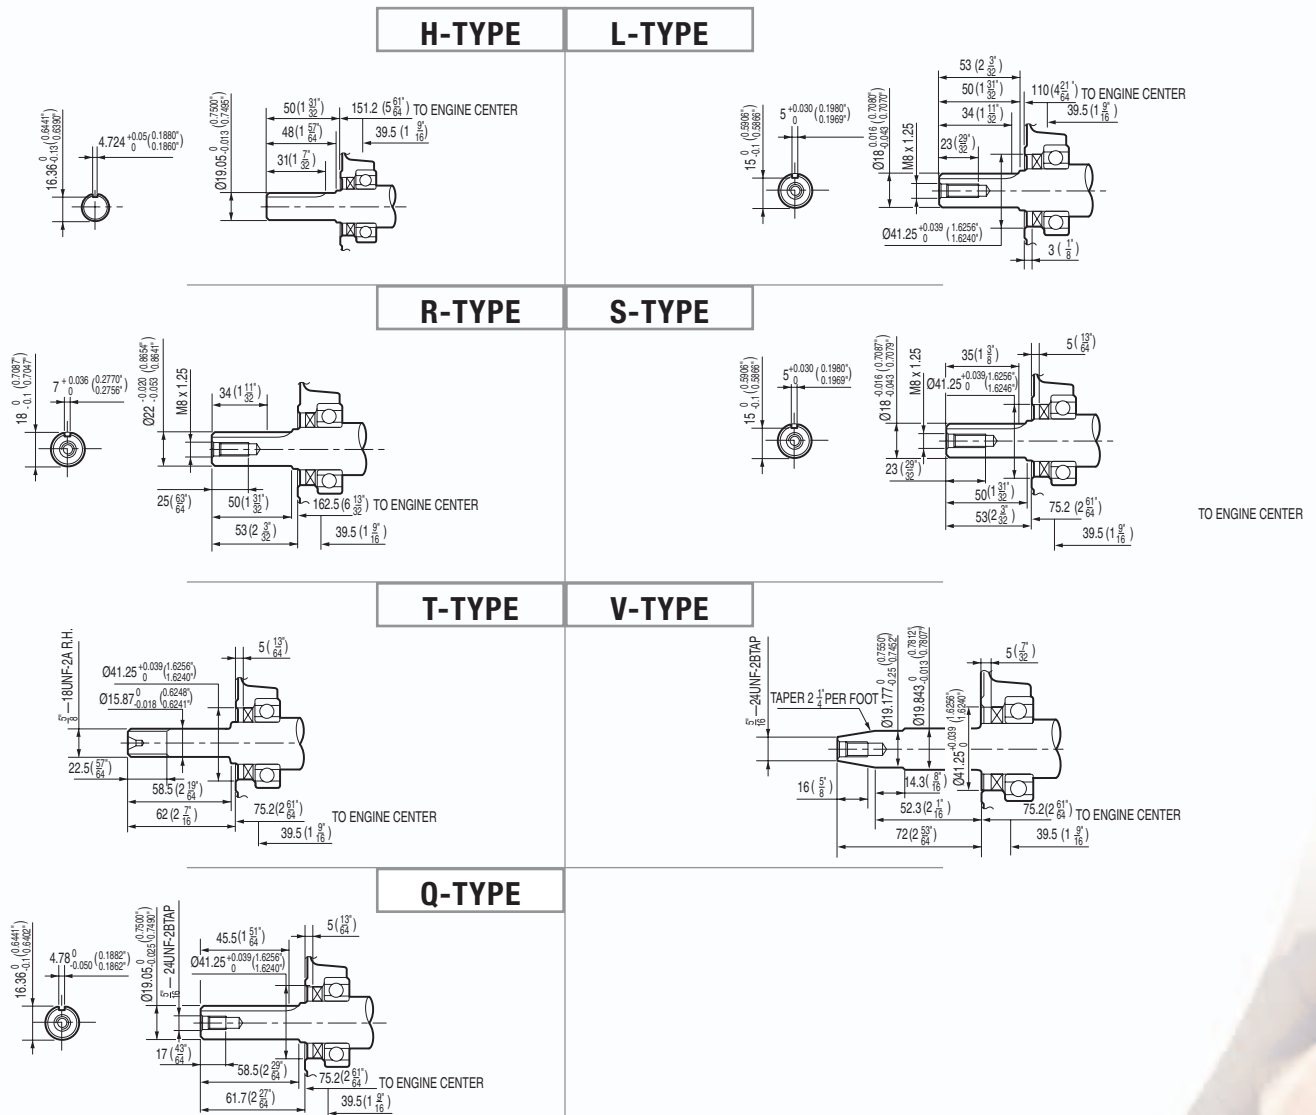 H-TYPE
16.36 0 -0.13 (0.6441" 0.6390")
4.724 +0.05 0 (0.1880" 0.1860")
Ø19.05 0 -0.013 (0.7500" 0.7495")
50(1 31/32")
151.2 (5 61/64") TO ENGINE CENTER
48(1 57/64")
39.5 (1 9/16")
31(1 7/32")
L-TYPE
15 0 -0.1 (0.5906" 0.5866")
5 +0.030 0 (0.1980" 0.1969")
Ø18 0.016 -0.043 (0.7080" 0.7070")
M8 x 1.25
53 (2 3/32")
50(1 31/32")
110(4 21/64") TO ENGINE CENTER
34 (1 11/32")
39.5(1 9/16")
23(29/32")
Ø41.25 +0.039 0 (1.6256" 1.6240")
3 (1/8")
R-TYPE
18 0 -0.1 (0.7087" 0.7047")
7 +0.036 0 (0.2770" 0.2756")
Ø22 -0.020 -0.053 (0.8654" 0.8641")
M8 x 1.25
34 (1 11/32")
25(63/64")
50(1 31/32")
162.5(6 13/32") TO ENGINE CENTER
53 (2 3/32")
39.5 (1 9/16")
S-TYPE
15 0 -0.1 (0.5906" 0.5866")
5 +0.030 0 (0.1980" 0.1969")
Ø18 -0.016 -0.043 (0.7087" 0.7079")
M8 x 1.25
35(1 3/8")
5(13/64")
Ø41.25 +0.039 0 (1.6256" 1.6246")
23 (29/32")
50(1 31/32")
75.2 (2 61/64")
53(2 3/32")
TO ENGINE CENTER
39.5 (1 9/16")
T-TYPE
5/8"—18UNF-2A R.H.
5(13/64")
Ø41.25 +0.039 0 (1.6256" 1.6240")
Ø15.87 0 -0.018 (0.6248" 0.6241")
22.5(57/64")
58.5(2 19/64")
62 (2 7/16")
75.2(2 61/64")
TO ENGINE CENTER
39.5 (1 9/16")
V-TYPE
5/16"—24UNF-2BTAP
TAPER 2 1/4" PER FOOT
Ø19.177 0 -0.25 (0.7550" 0.7452")
Ø19.843 0 -0.013 (0.7812" 0.7807")
5(7/32")
Ø41.25 +0.039 0 (1.6256" 1.6240")
16 (5/8")
14.3(8/16")
52.3(2 1/16")
75.2(2 61/64") TO ENGINE CENTER
72(2 53/64")
39.5 (1 9/16")
Q-TYPE
16.36 0 -0.1 (0.6441" 0.6402")
4.78 0 -0.050 (0.1882" 0.1862")
Ø19.05 0 -0.025 (0.7500" 0.7490")
5/16"—24UNF-2BTAP
45.5(1 51/64")
5(13/64")
Ø41.25 +0.039 0 (1.6256" 1.6240")
17 (43/64")
58.5(2 29/64")
75.2(2 61/64") TO ENGINE CENTER
61.7(2 27/64")
39.5 (1 9/16")